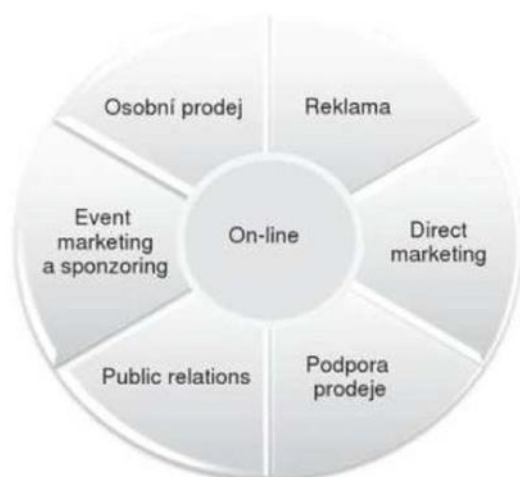 Osobní prodej
Reklama
Event
marketing
a sponzoring
On-line
Direct
marketing
Public relations
Podpora
prodeje